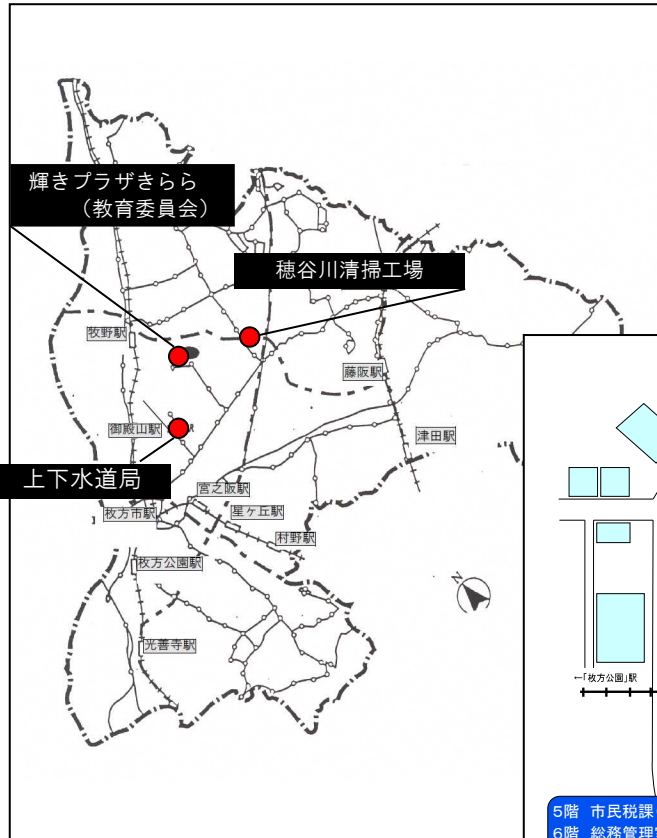 輝きプラザきらら
（教育委員会）
穂谷川清掃工場
牧野駅
藤阪駅
御殿山駅
津田駅
上下水道局
宮之阪駅
枚方市駅
星ヶ丘駅
村野駅
枚方公園駅
N
光善寺駅
←「枚方公園」駅
5階 市民税課
6階 総務管理